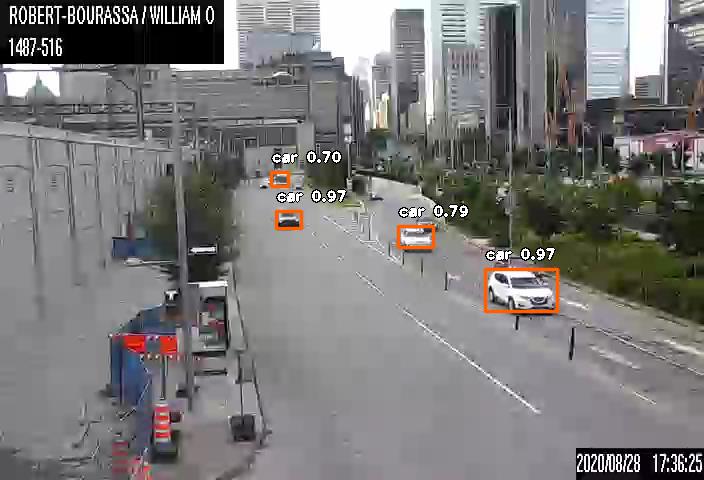 ROBERT-BOURASSA / WILLIAM O
1487-516
car 0.70
car 0.97
car 0.79
car 0.97
2020/08/28 17:36:25